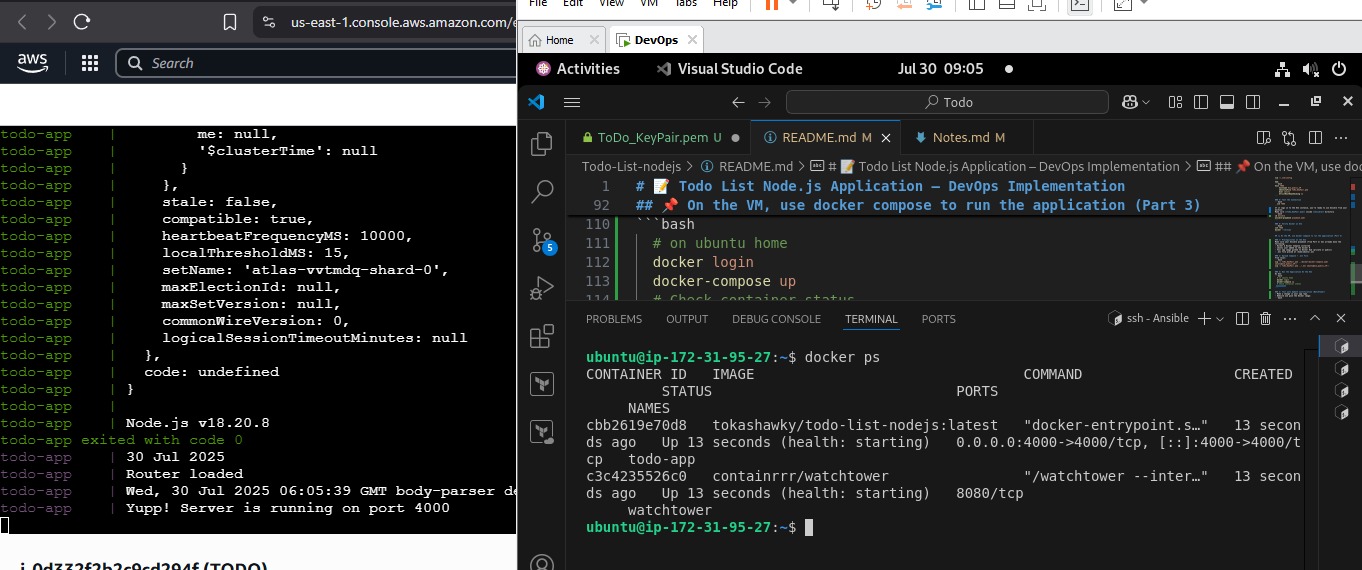 us-east-1.console.aws.amazon.com/e
aws
Search
todo-app | me: null,
todo-app | '$clusterTime': null
todo-app | }
todo-app | },
todo-app | stale: false,
todo-app | compatible: true,
todo-app | heartbeatFrequencyMS: 10000,
todo-app | localThresholdMS: 15,
todo-app | setName: 'atlas-vvtmdq-shard-0',
todo-app | maxElectionId: null,
todo-app | maxSetVersion: null,
todo-app | commonWireVersion: 0,
todo-app | logicalSessionTimeoutMinutes: null
todo-app | },
todo-app | code: undefined
todo-app | }
todo-app |
todo-app | Node.js v18.20.8
todo-app exited with code 0
todo-app | 30 Jul 2025
todo-app | Router loaded
todo-app | Wed, 30 Jul 2025 06:05:39 GMT body-parser de
todo-app | Yupp! Server is running on port 4000
i-0d332f2b2c9cd294f (TODO)
File Edit View VM Tabs Help
Home DevOps
Activities Visual Studio Code Jul 30 09:05
Todo
ToDo_KeyPair.pem U README.md M Notes.md M
Todo-List-nodejs > README.md > # 📝 Todo List Node.js Application – DevOps Implementation > ## 📌 On the VM, use doc
1 # 📝 Todo List Node.js Application – DevOps Implementation
92 ## 📌 On the VM, use docker compose to run the application (Part 3)
110 ```bash
111 # on ubuntu home
112 docker login
113 docker-compose up
114 # Check container status
5
PROBLEMS OUTPUT DEBUG CONSOLE TERMINAL PORTS
ssh - Ansible
ubuntu@ip-172-31-95-27:~$ docker ps
CONTAINER ID IMAGE COMMAND CREATED
STATUS PORTS
NAMES
cbb2619e70d8 tokashawky/todo-list-nodejs:latest "docker-entrypoint.s…" 13 secon
ds ago Up 13 seconds (health: starting) 0.0.0.0:4000->4000/tcp, [::]:4000->4000/t
cp todo-app
c3c4235526c0 containrrr/watchtower "/watchtower --inter…" 13 secon
ds ago Up 13 seconds (health: starting) 8080/tcp
watchtower
ubuntu@ip-172-31-95-27:~$